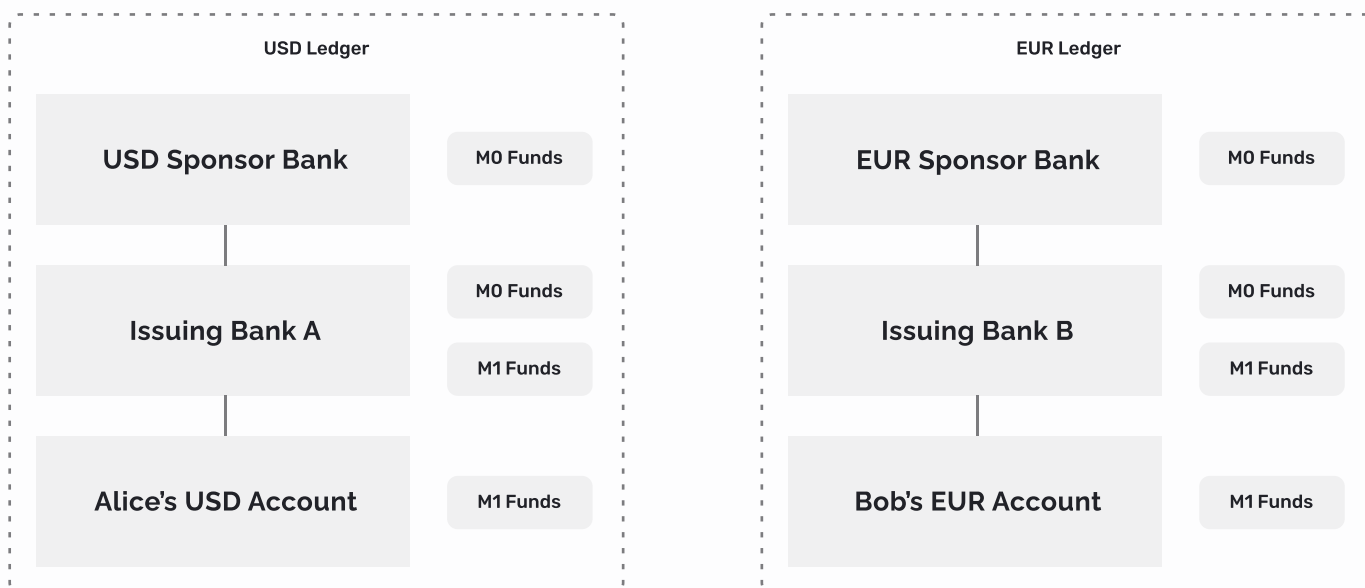 USD Ledger
USD Sponsor Bank
M0 Funds
Issuing Bank A
M0 Funds
M1 Funds
Alice’s USD Account
M1 Funds
EUR Ledger
EUR Sponsor Bank
M0 Funds
Issuing Bank B
M0 Funds
M1 Funds
Bob’s EUR Account
M1 Funds